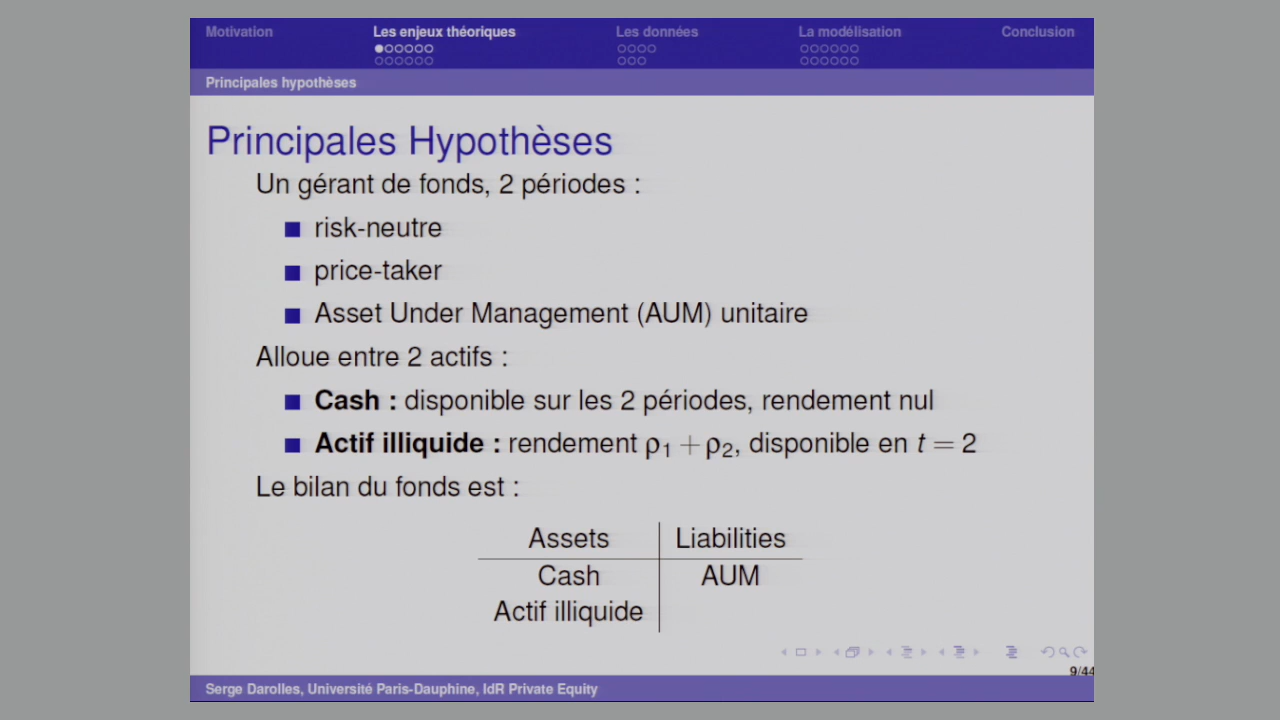 Motivation Les enjeux théoriques Les données La modélisation Conclusion
Principales hypothèses
Principales Hypothèses
Un gérant de fonds, 2 périodes :
risk-neutre
price-taker
Asset Under Management (AUM) unitaire
Alloue entre 2 actifs :
Cash : disponible sur les 2 périodes, rendement nul
Actif illiquide : rendement ρ₁ + ρ₂, disponible en t = 2
Le bilan du fonds est :
Assets Liabilities
Cash AUM
Actif illiquide
9/44
Serge Darolles, Université Paris-Dauphine, IdR Private Equity